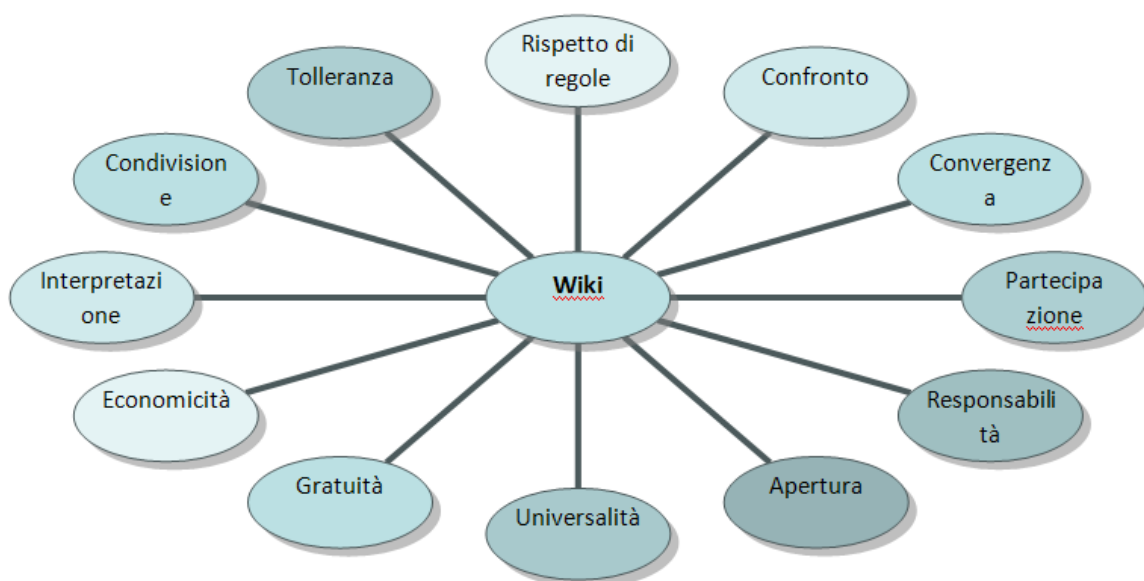 Rispetto di
regole
Tolleranza
Confronto
Condivision
e
Convergenz
a
Interpretazi
one
Wiki
Partecipa
zione
Economicità
Responsabili
tà
Gratuità
Apertura
Universalità